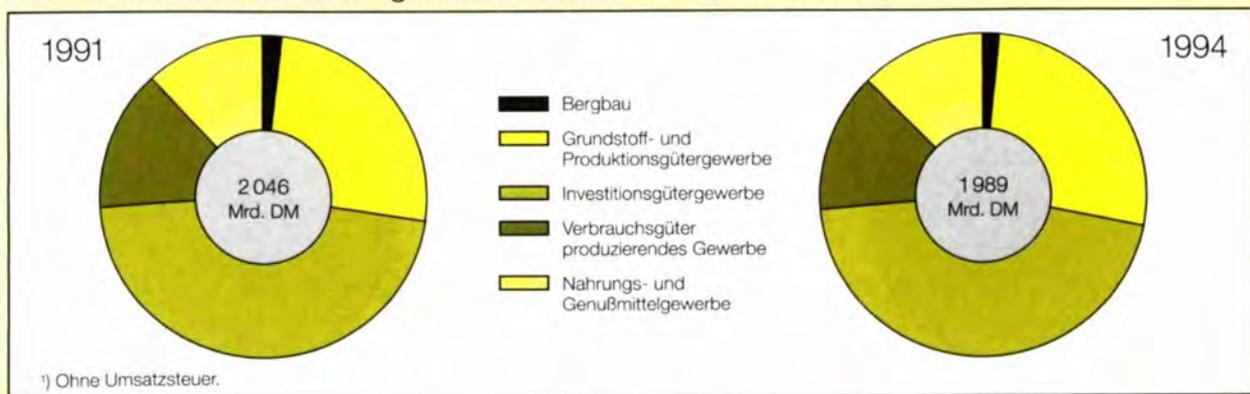 1991
1994
2 046
Mrd. DM
1 989
Mrd. DM
Bergbau
Grundstoff- und
Produktionsgütergewerbe
Investitionsgütergewerbe
Verbrauchsgüter
produzierendes Gewerbe
Nahrungs- und
Genußmittelgewerbe
¹) Ohne Umsatzsteuer.